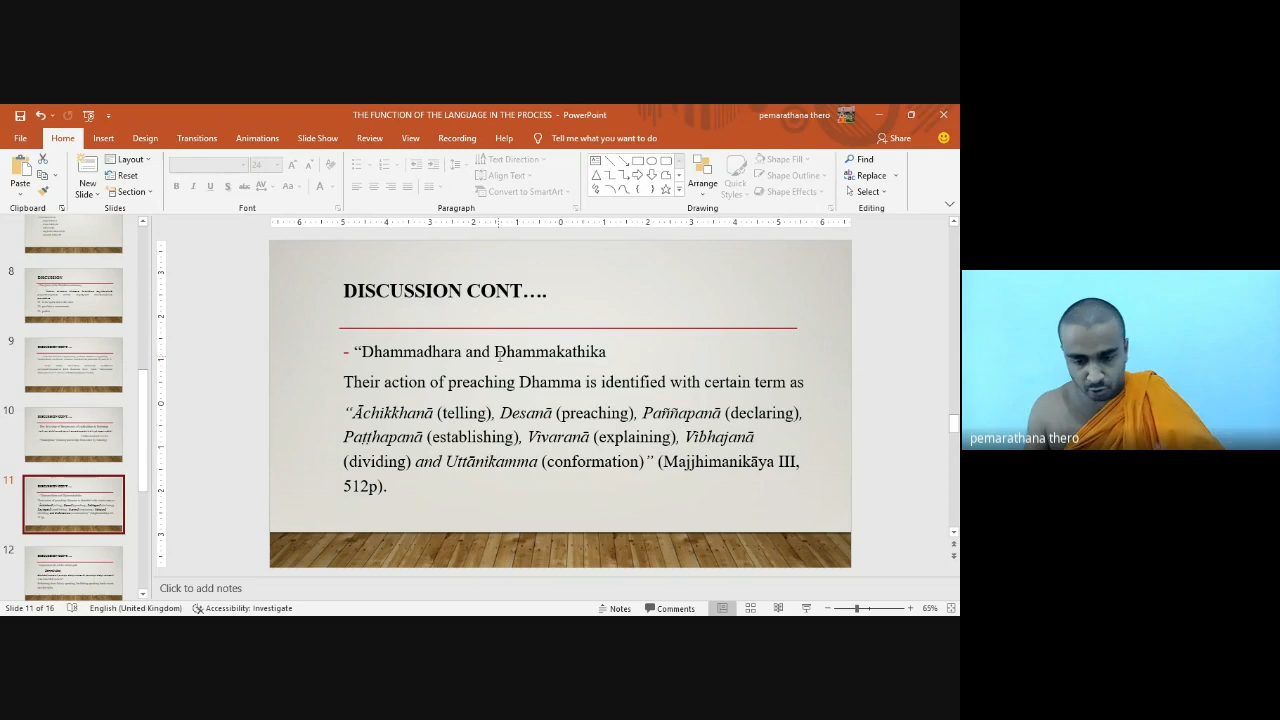 THE FUNCTION OF THE LANGUAGE IN THE PROCESS - PowerPoint
pemarathana thero
File Home Insert Design Transitions Animations Slide Show Review View Recording Help Tell me what you want to do
Share
Paste
New Slide
Layout
Reset
Section
24
Text Direction
Align Text
Convert to SmartArt
Arrange
Quick Styles
Shape Fill
Shape Outline
Shape Effects
Find
Replace
Select
Clipboard Slides Font Paragraph Drawing Editing
8
9
10
11
12
DISCUSSION CONT….
- “Dhammadhara and Dhammakathika
Their action of preaching Dhamma is identified with certain term as
“Āchikkhanā (telling), Desanā (preaching), Paññapanā (declaring),
Paṭṭhapanā (establishing), Vivaranā (explaining), Vibhajanā
(dividing) and Uttānikamma (conformation)” (Majjhimanikāya III,
512p).
Click to add notes
Slide 11 of 16 English (United Kingdom) Accessibility: Investigate Notes Comments 65%
pemarathana thero